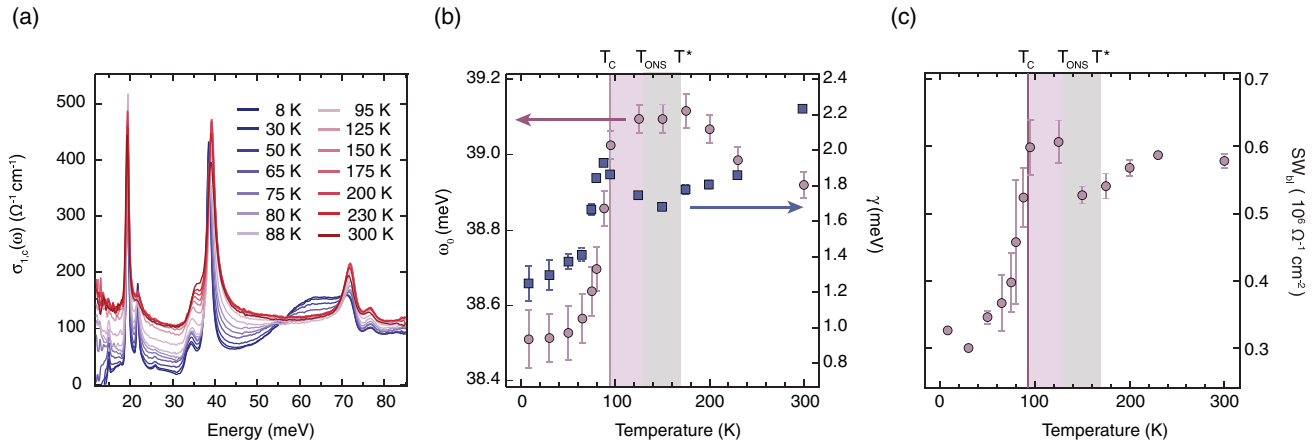 (a)
σ1,c(ω) (Ω⁻¹ cm⁻¹)
500
400
300
200
100
0
8 K
30 K
50 K
65 K
75 K
80 K
88 K
95 K
125 K
150 K
175 K
200 K
230 K
300 K
20
30
40
50
60
70
80
Energy (meV)
(b)
TC
TONS
T*
ω0 (meV)
39.2
39.0
38.8
38.6
38.4
2.4
2.2
2.0
1.8
1.6
1.4
1.2
1.0
0.8
γ (meV)
0
100
200
300
Temperature (K)
(c)
TC
TONS
T*
0.7
0.6
0.5
0.4
0.3
SWbl (10⁶ Ω⁻¹ cm⁻²)
0
100
200
300
Temperature (K)